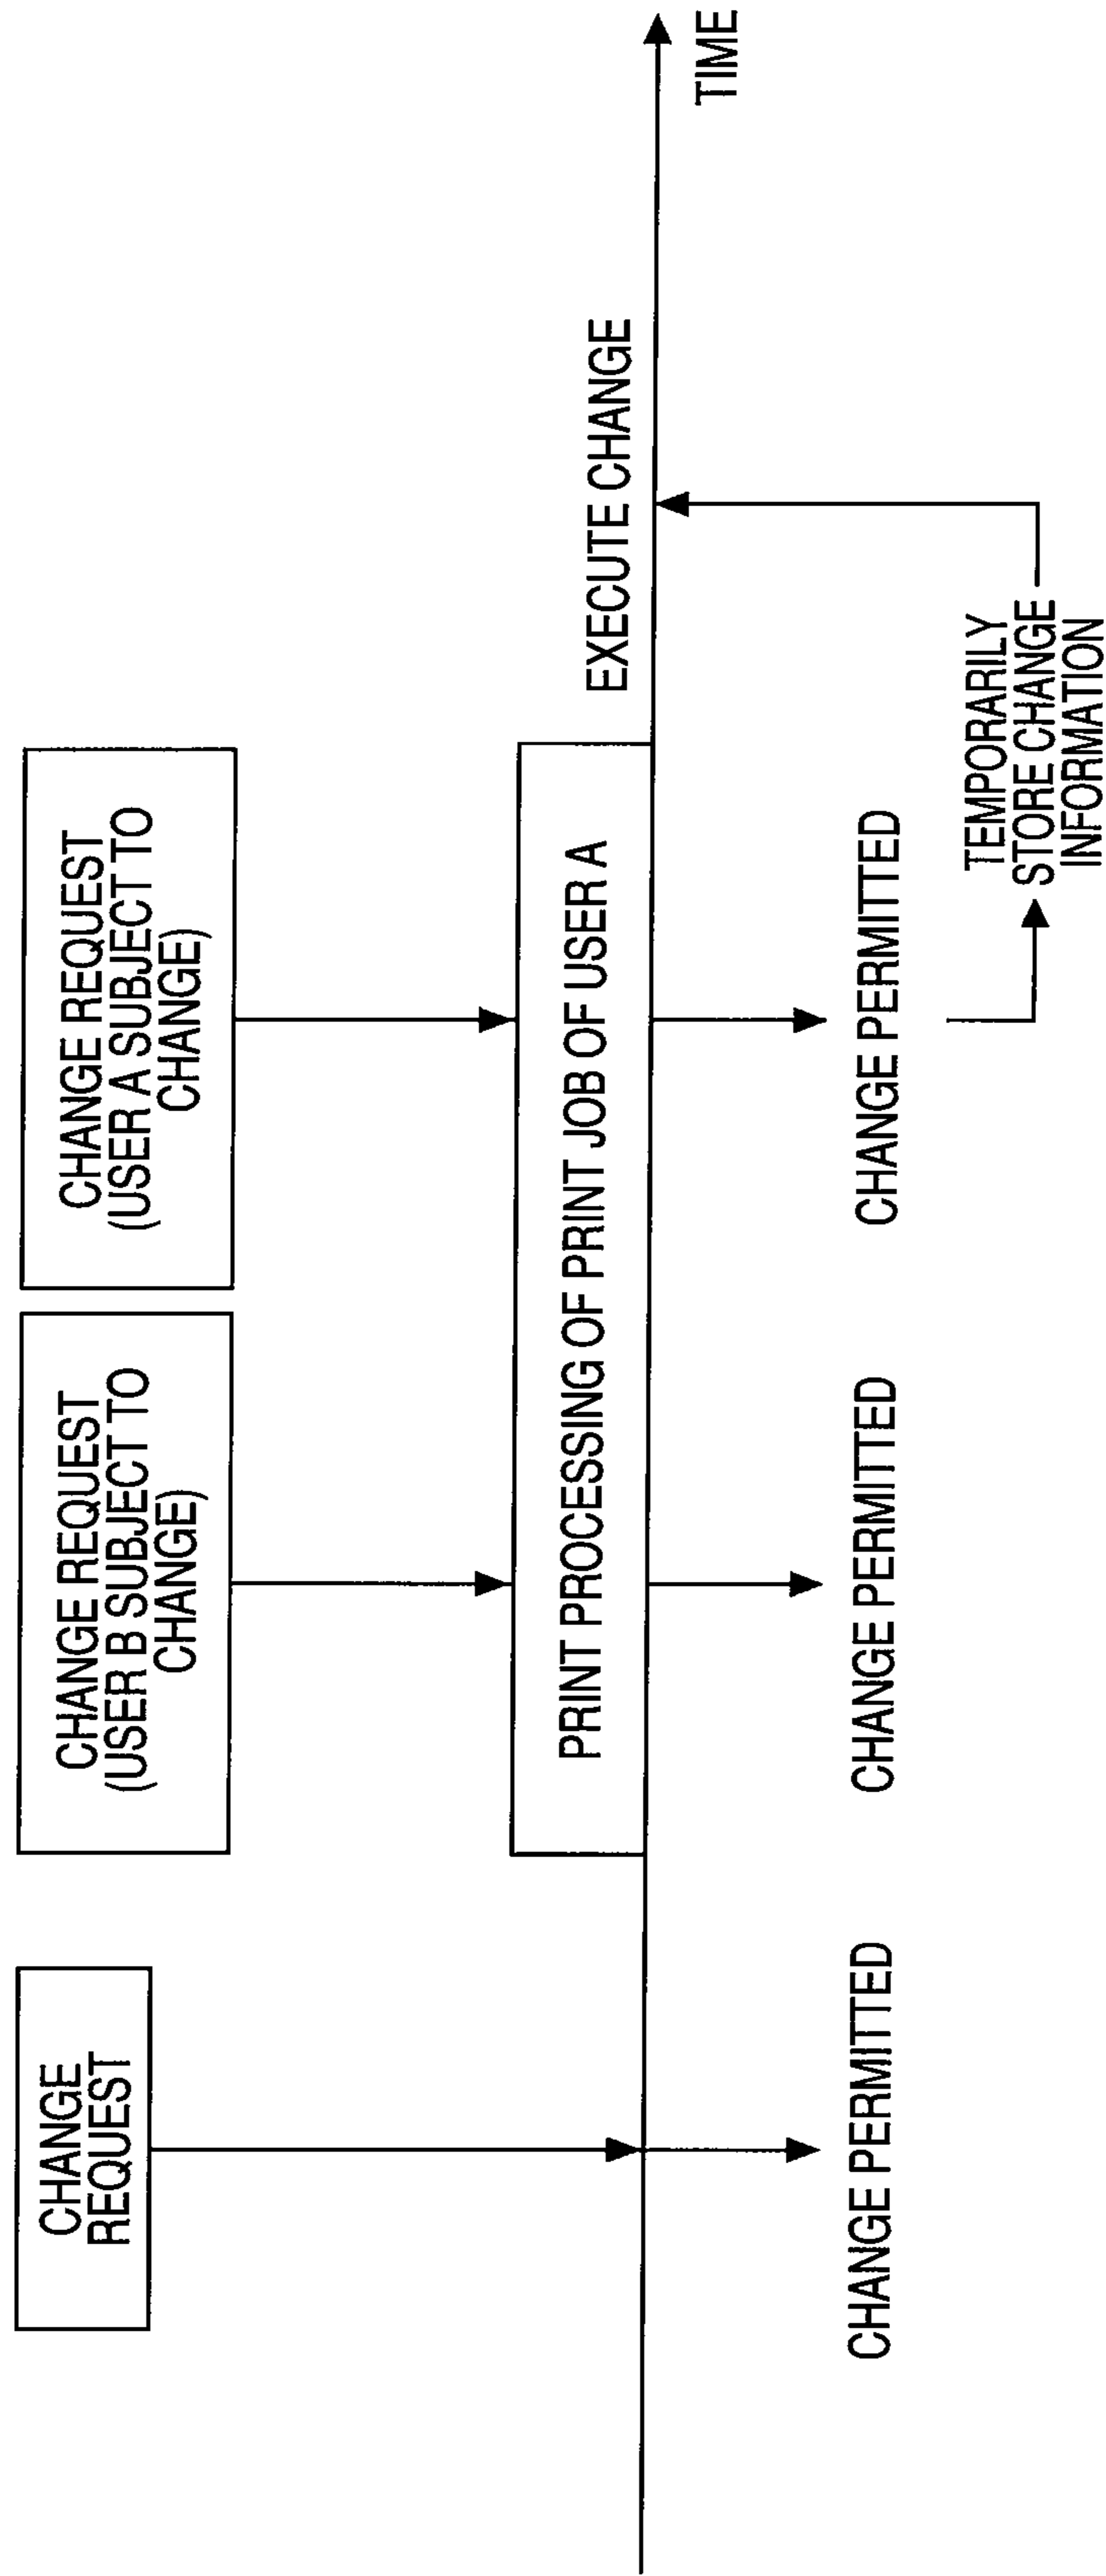 CHANGE
REQUEST
CHANGE REQUEST
(USER B SUBJECT TO
CHANGE)
CHANGE REQUEST
(USER A SUBJECT TO
CHANGE)
PRINT PROCESSING OF PRINT JOB OF USER A
EXECUTE CHANGE
TIME
CHANGE PERMITTED
CHANGE PERMITTED
CHANGE PERMITTED
TEMPORARILY
STORE CHANGE
INFORMATION